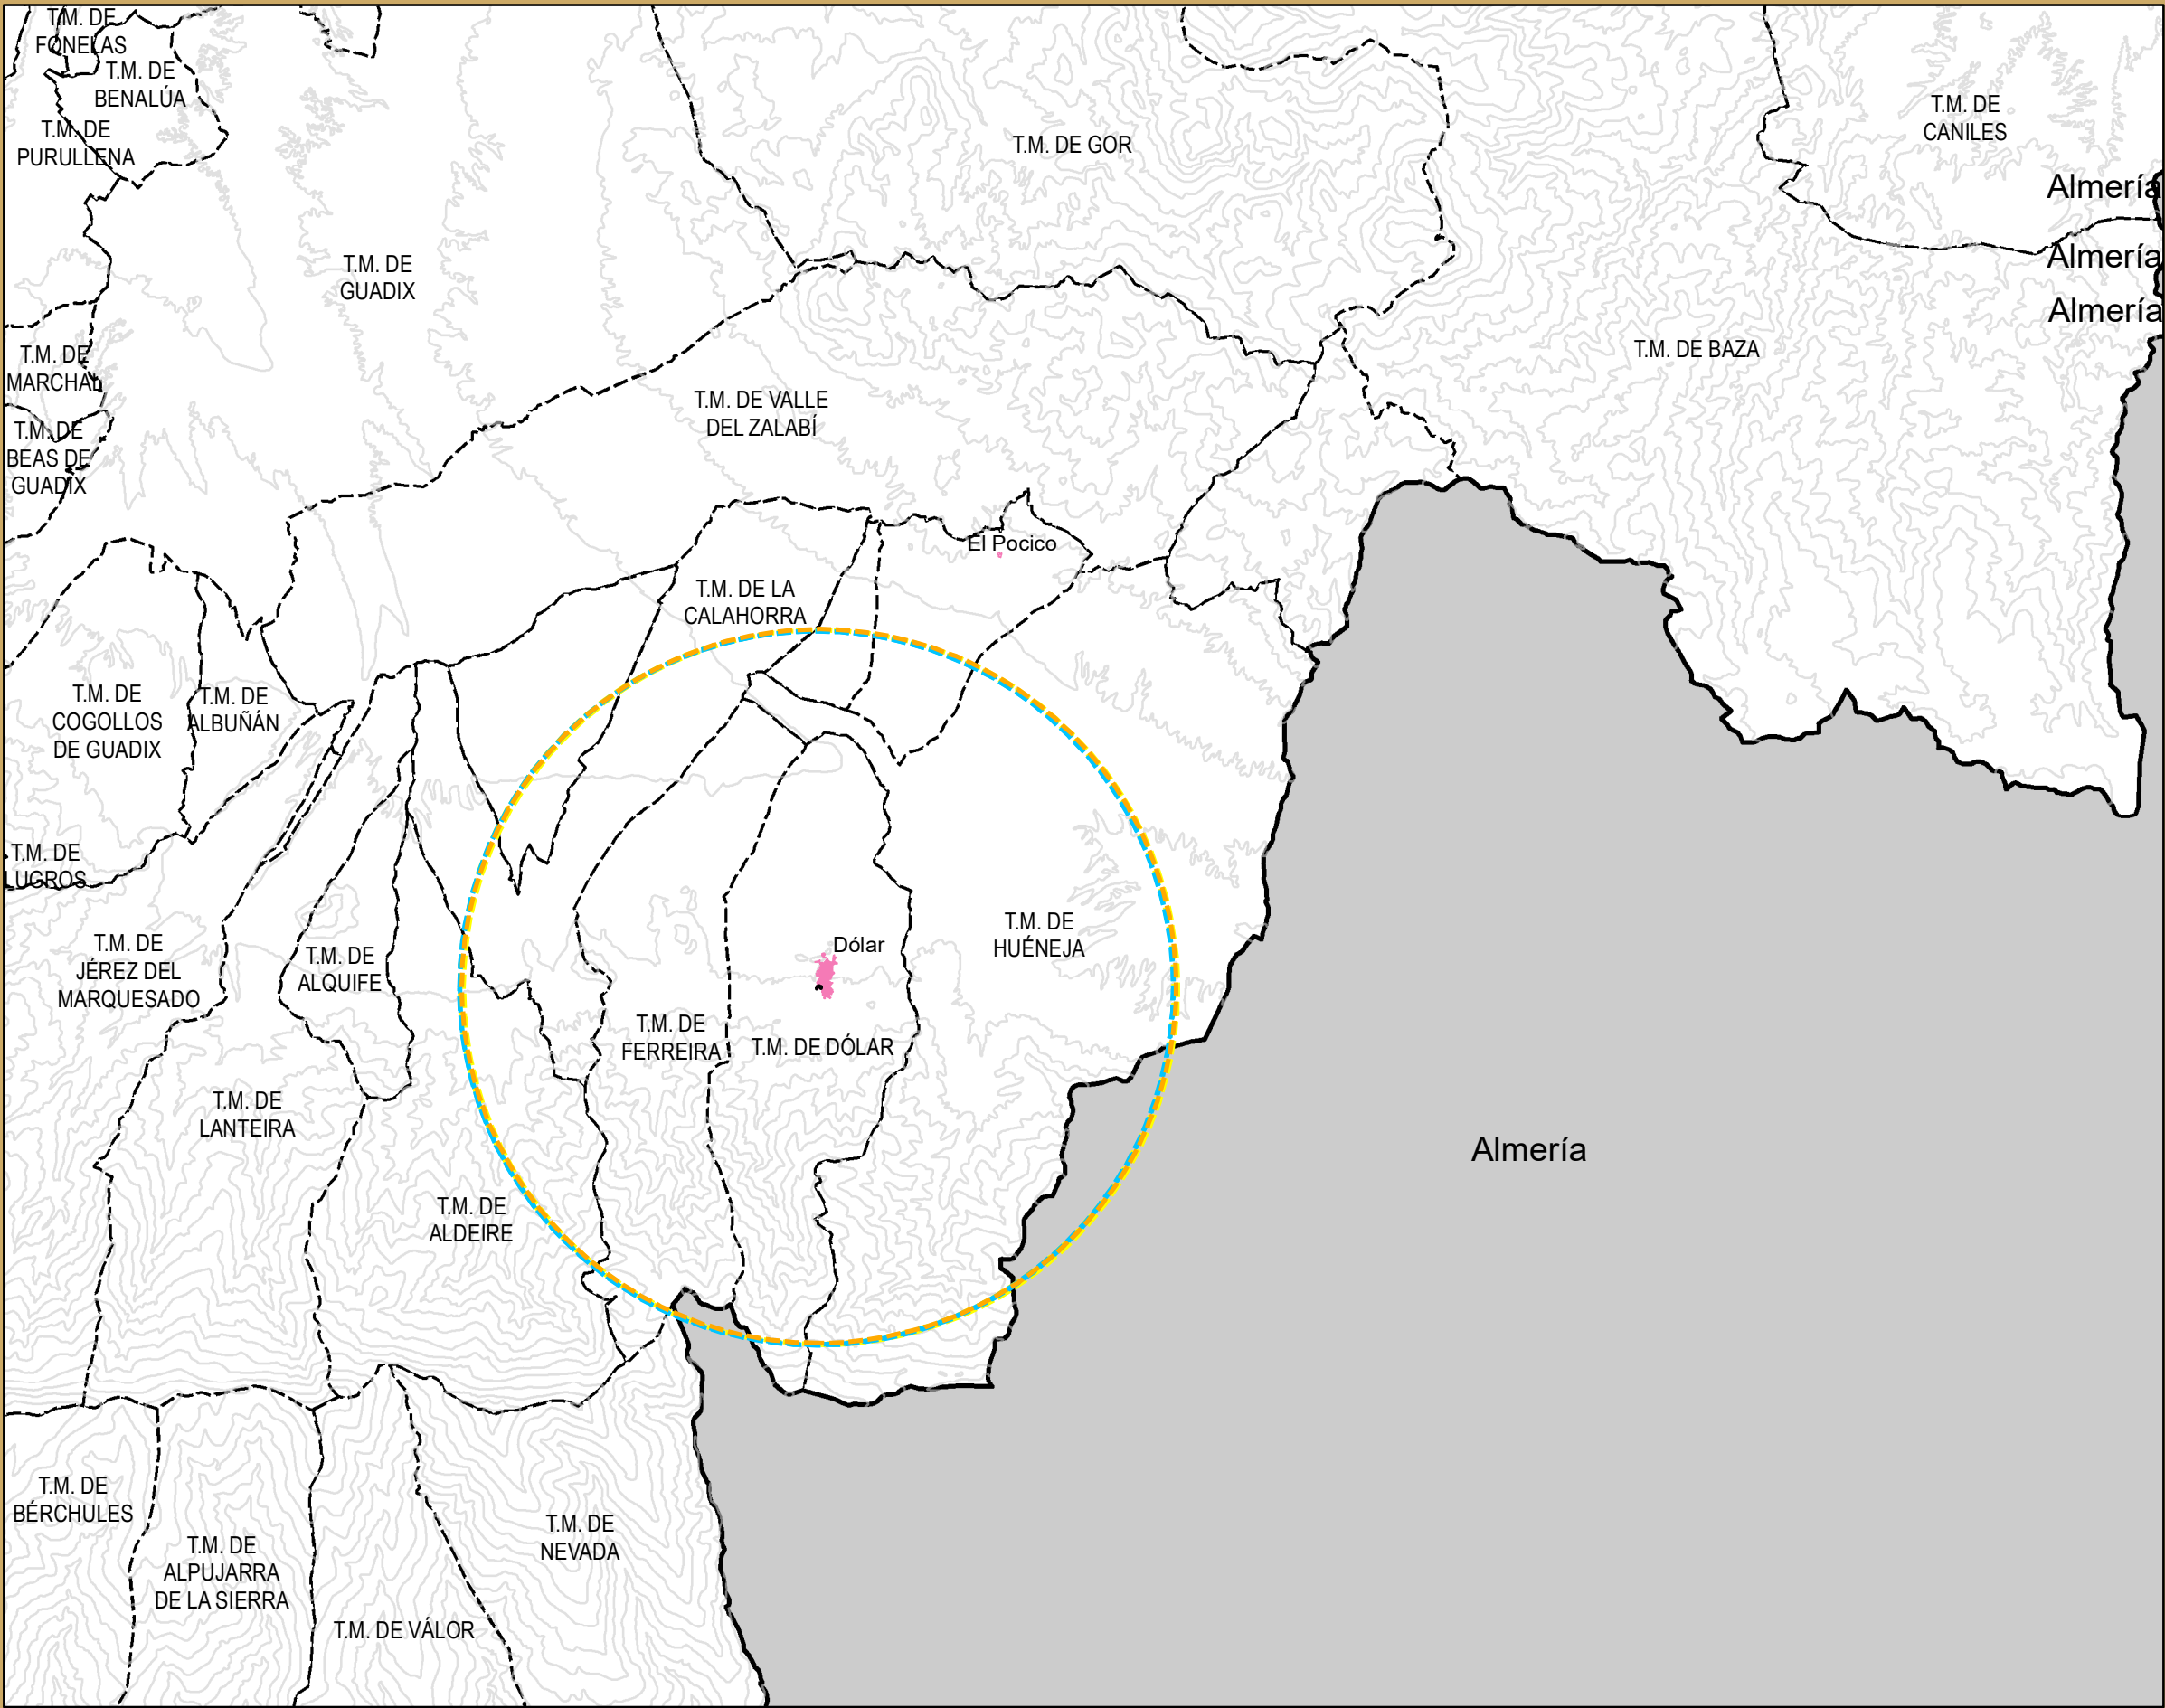 T.M. DE
FONELAS
T.M. DE
BENALÚA
T.M. DE
PURULLENA
T.M. DE GOR
T.M. DE
CANILES
Almería
Almería
Almería
T.M. DE
GUADIX
T.M. DE BAZA
T.M. DE
MARCHAL
T.M. DE
BEAS DE
GUADIX
T.M. DE VALLE
DEL ZALABÍ
El Pocico
T.M. DE LA
CALAHORRA
T.M. DE
COGOLLOS
DE GUADIX
T.M. DE
ALBUÑÁN
T.M. DE
LUGROS
T.M. DE
JÉREZ DEL
MARQUESADO
T.M. DE
ALQUIFE
Dólar
T.M. DE
HUÉNEJA
T.M. DE
FERREIRA
T.M. DE DÓLAR
T.M. DE
LANTEIRA
Almería
T.M. DE
ALDEIRE
T.M. DE
BÉRCHULES
T.M. DE
ALPUJARRA
DE LA SIERRA
T.M. DE
NEVADA
T.M. DE VÁLOR